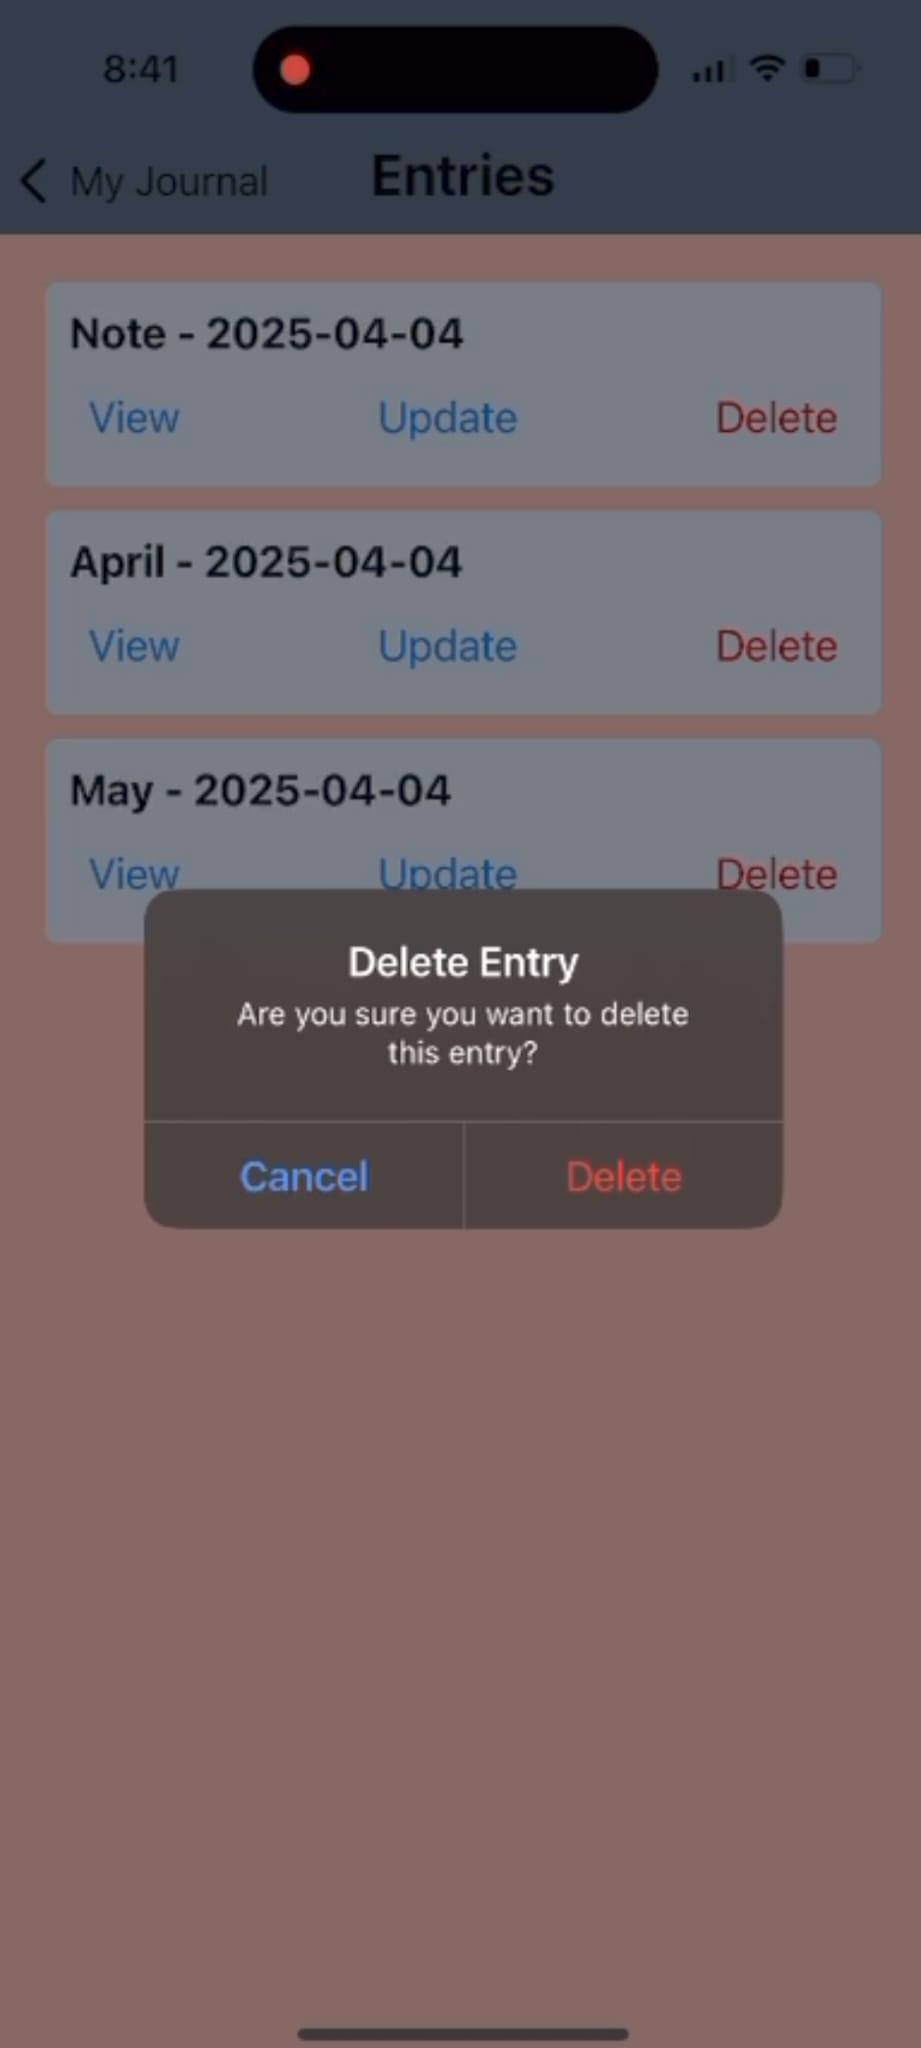 8:41
My Journal Entries
Note - 2025-04-04
View Update Delete
April - 2025-04-04
View Update Delete
May - 2025-04-04
View Update Delete
Delete Entry
Are you sure you want to delete
this entry?
Cancel Delete